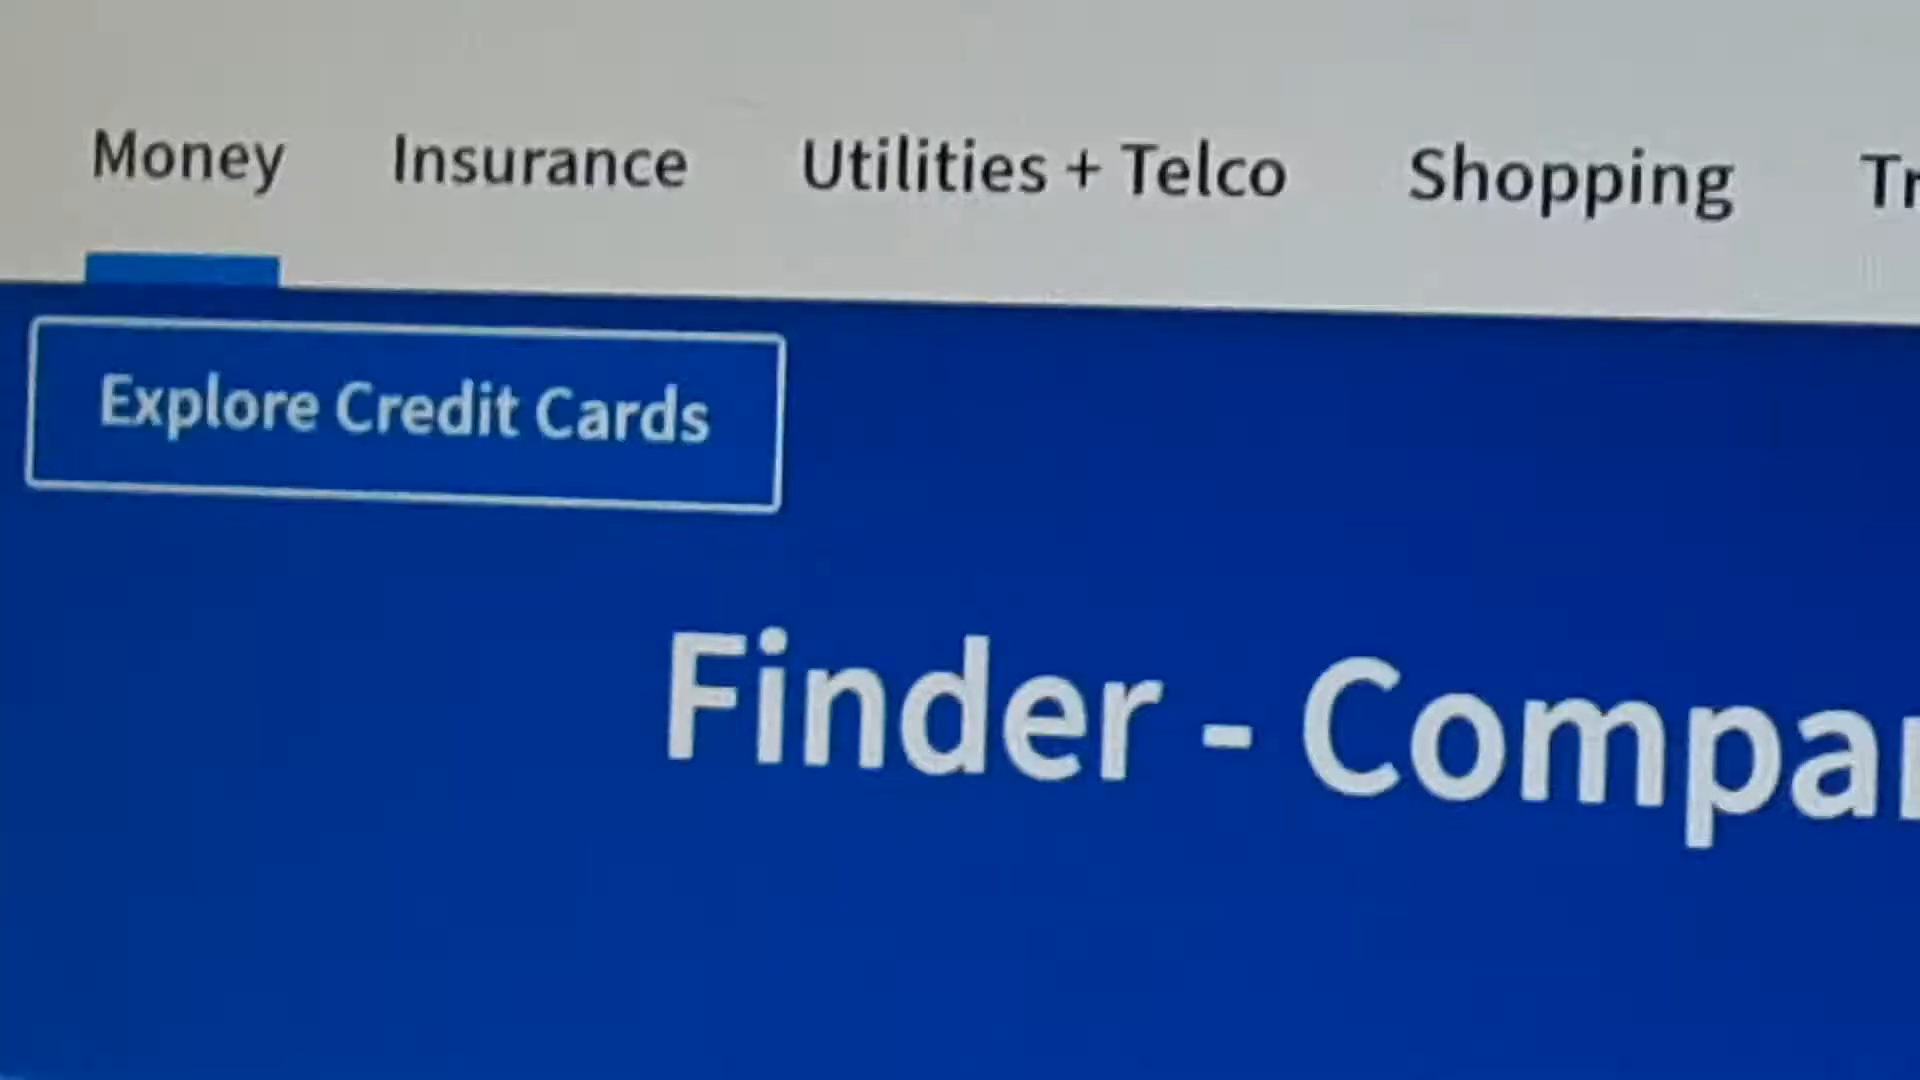 Money Insurance Utilities + Telco Shopping
Explore Credit Cards
Finder -